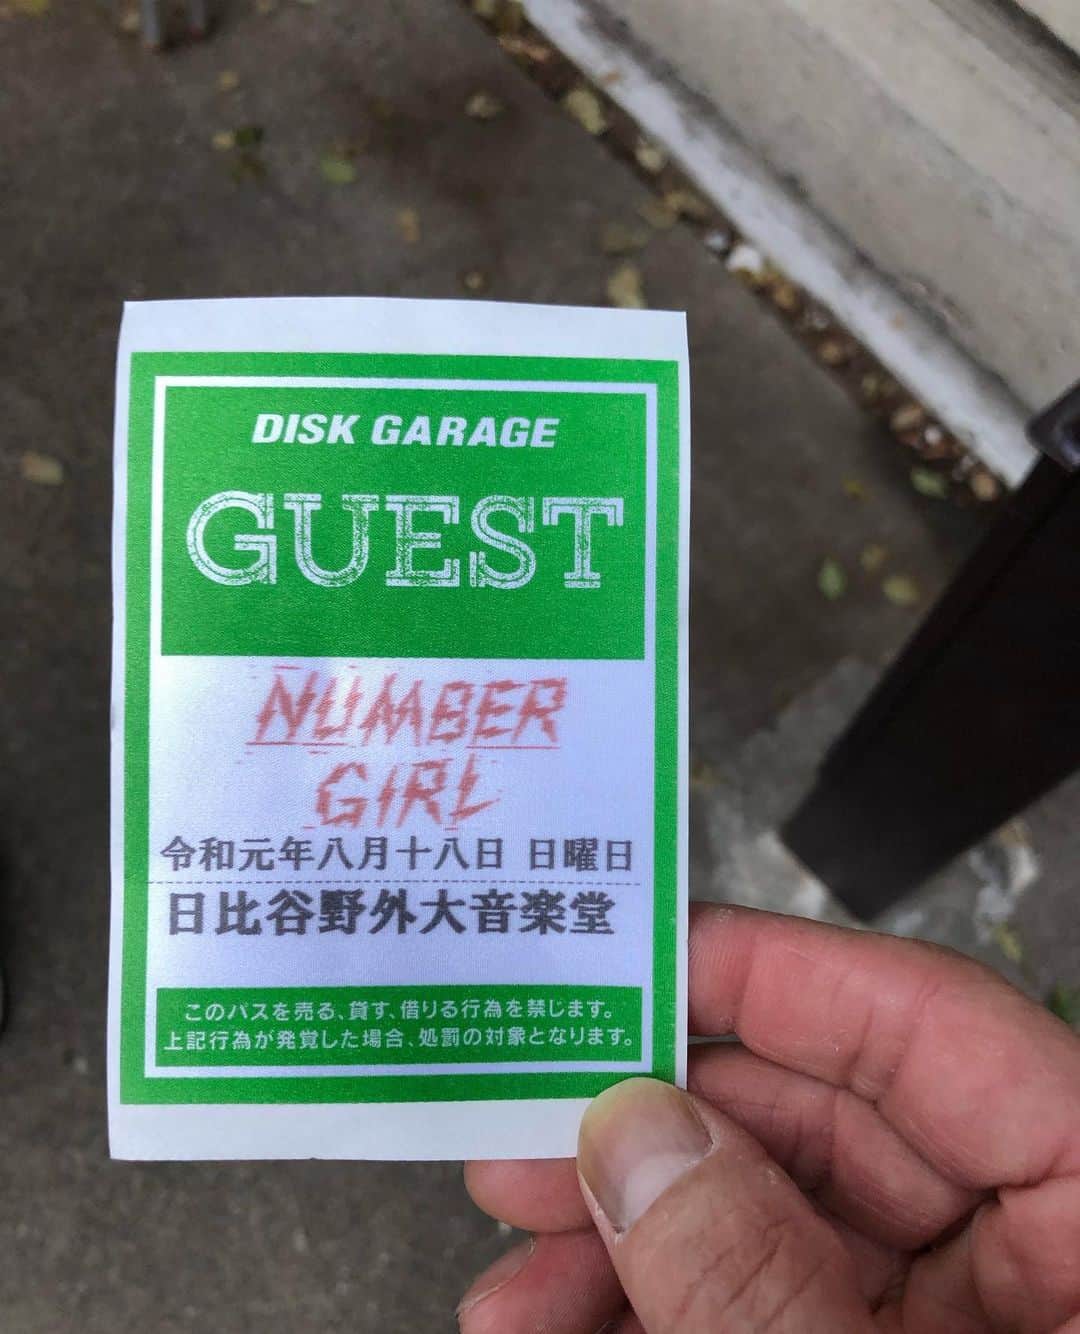 DISK GARAGE
GUEST
NUMBER
GIRL
令和元年八月十八日 日曜日
日比谷野外大音楽堂
このパスを売る、貸す、借りる行為を禁じます。
上記行為が発覚した場合、処罰の対象となります。